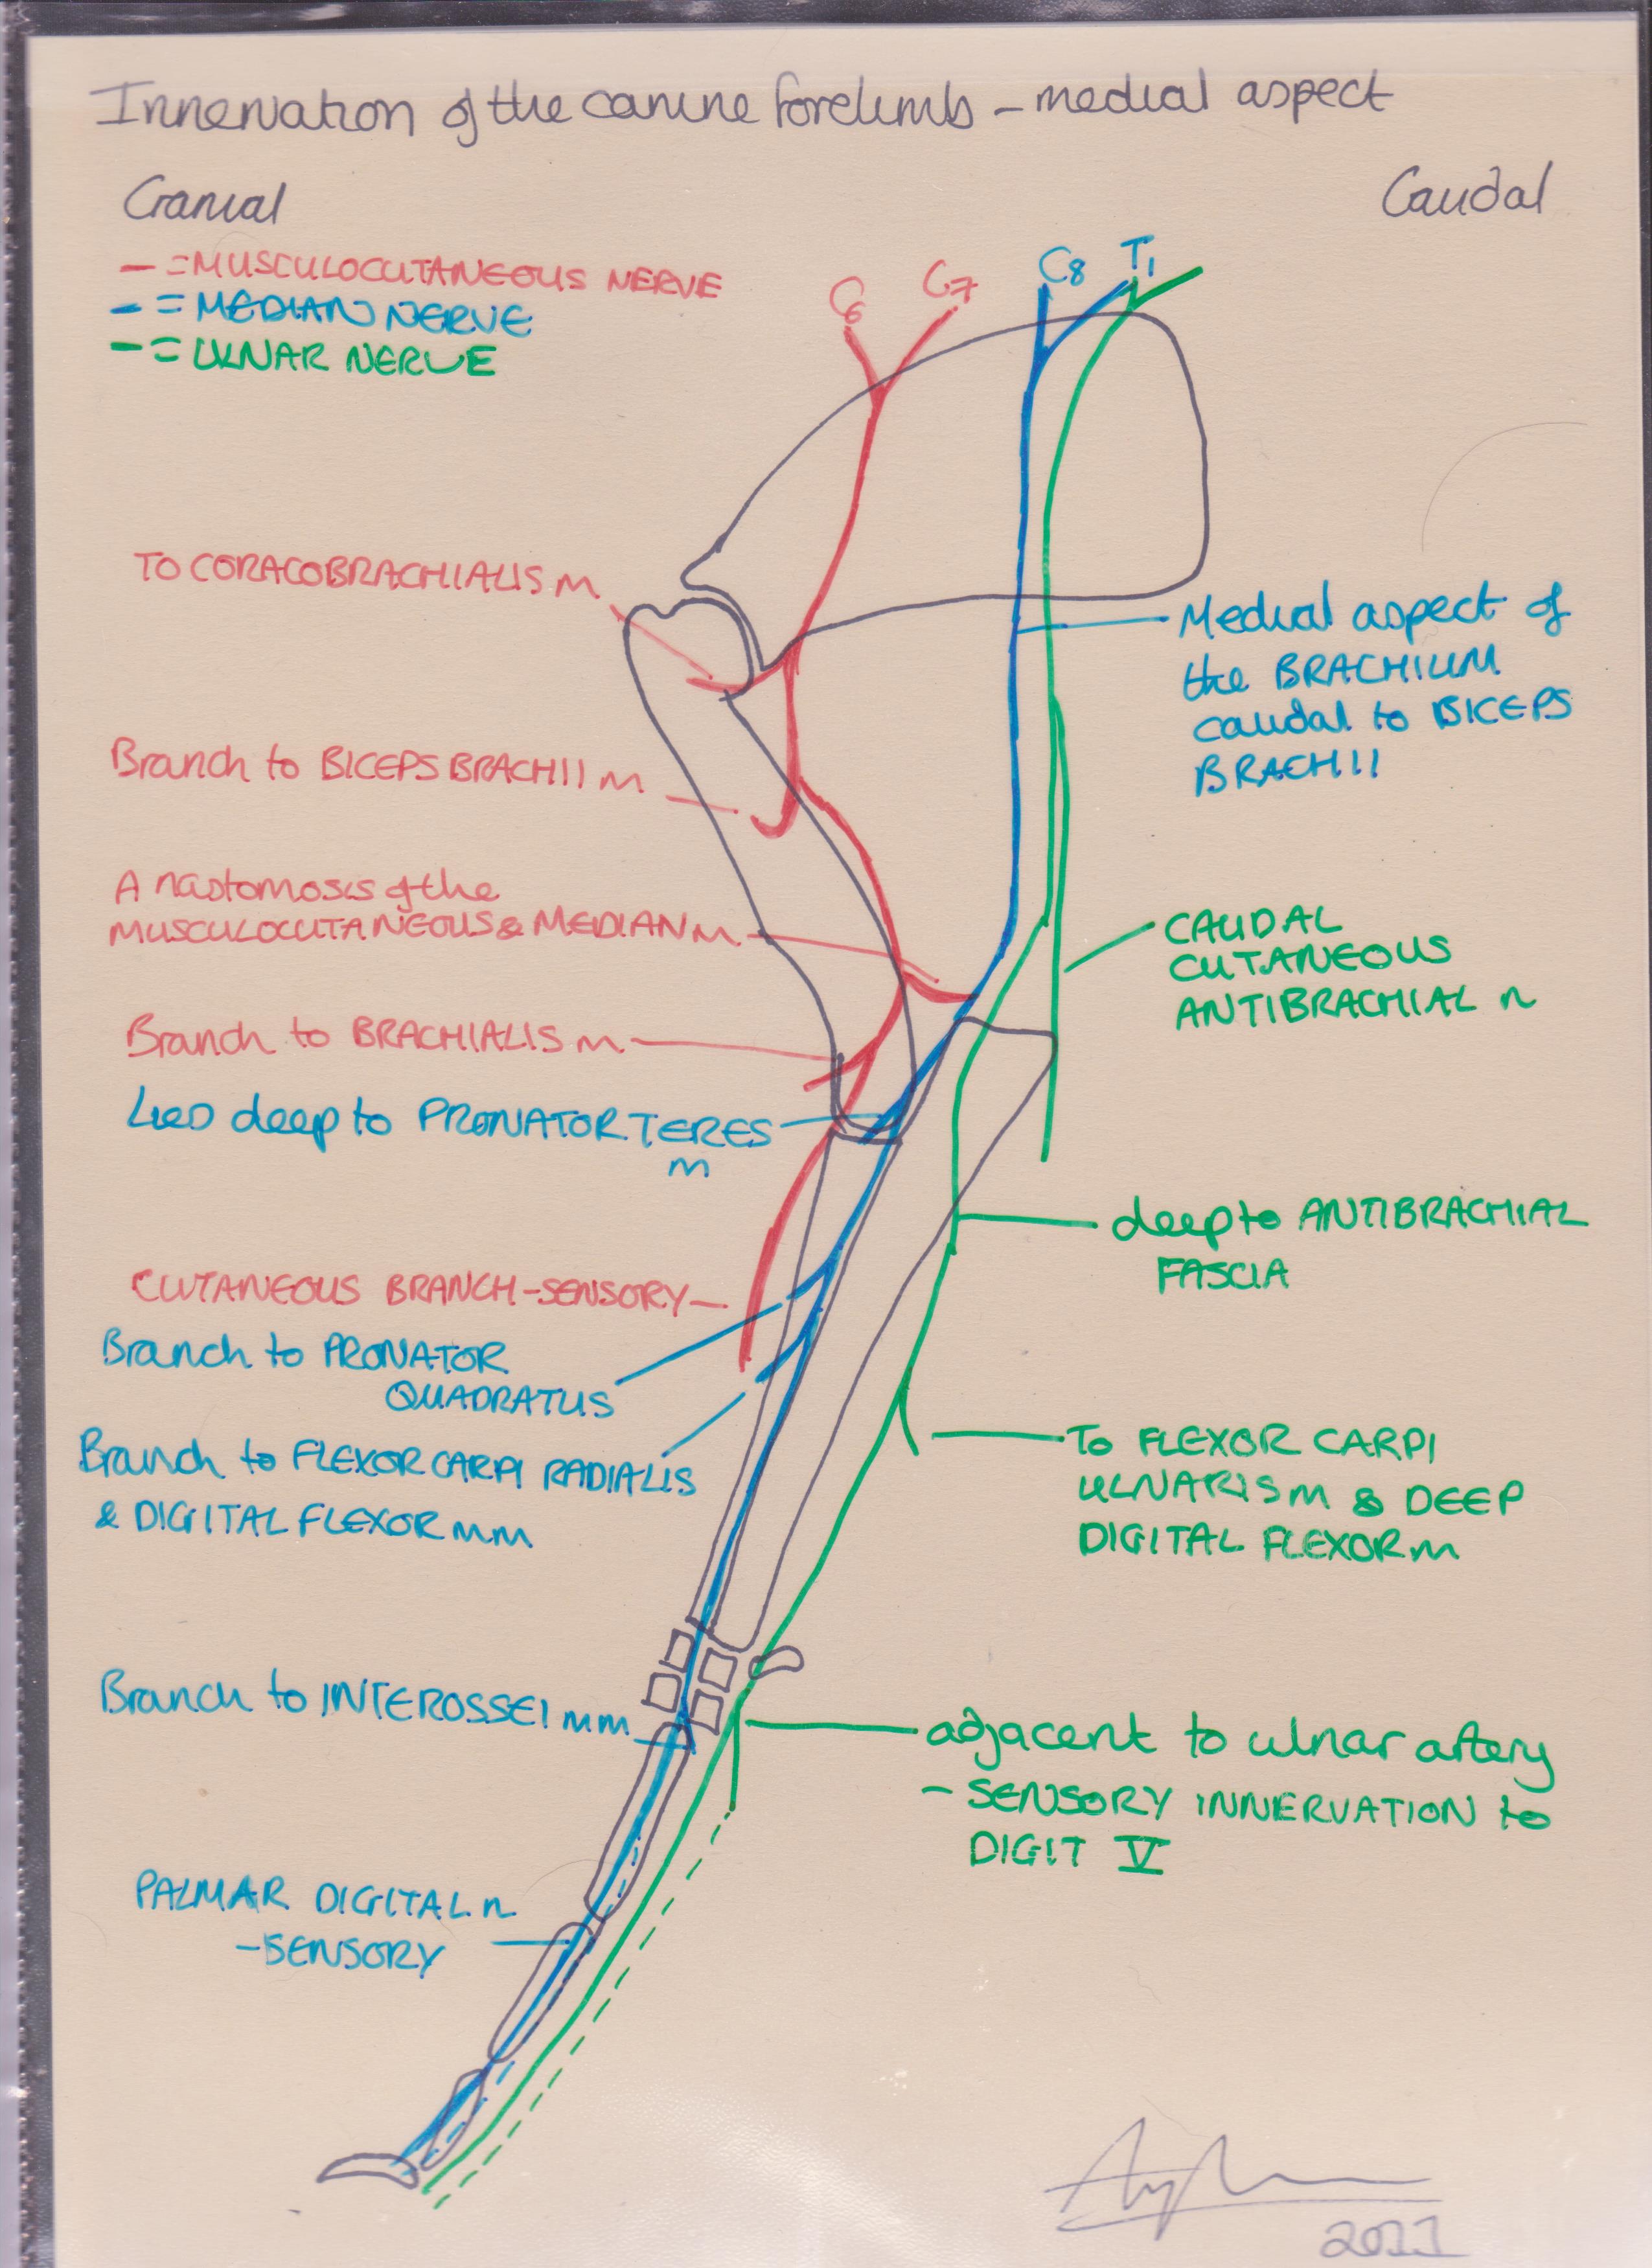 Innervation of the canine forelimb - medial aspect
Cranial
Caudal
- = MUSCULOCUTANEOUS NERVE
- = MEDIAN NERVE
- = ULNAR NERVE
C6
C7
C8
T1
TO CORACOBRACHIALIS m
Medial aspect of
the BRACHIUM
caudal to BICEPS
BRACHII
Branch to BICEPS BRACHII m
Anastomosis of the
MUSCULOCUTANEOUS & MEDIAN n.
CAUDAL
CUTANEOUS
ANTIBRACHIAL n
Branch to BRACHIALIS m
Lies deep to PRONATOR TERES
m
deep to ANTIBRACHIAL
FASCIA
CUTANEOUS BRANCH - SENSORY
Branch to PRONATOR
QUADRATUS
Branch to FLEXOR CARPI RADIALIS
& DIGITAL FLEXOR mm
To FLEXOR CARPI
ULNARIS m & DEEP
DIGITAL FLEXOR m
Branch to INTEROSSEI mm
adjacent to ulnar artery
- SENSORY INNERVATION to
DIGIT V
PALMAR DIGITAL n
- SENSORY
2011